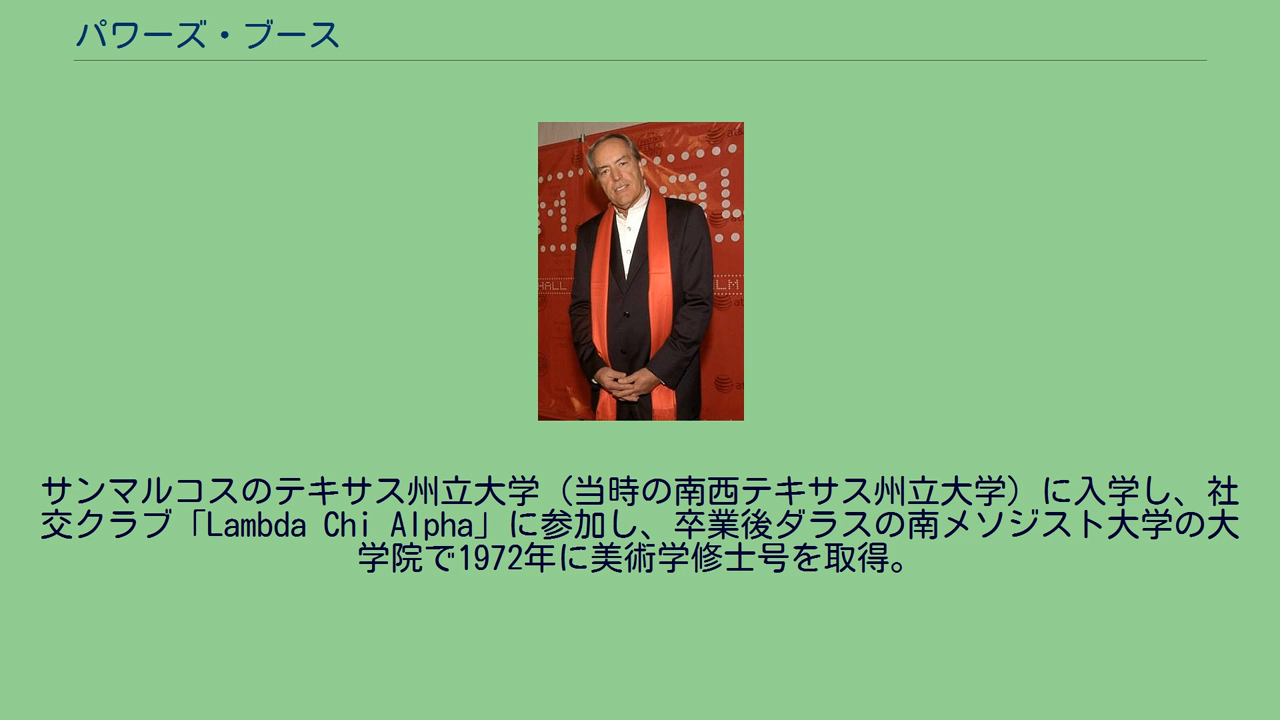 パワーズ・ブース
サンマルコスのテキサス州立大学（当時の南西テキサス州立大学）に入学し、社
交クラブ「Lambda Chi Alpha」に参加し、卒業後ダラスの南メソジスト大学の大
学院で1972年に美術学修士号を取得。
HALL
LM